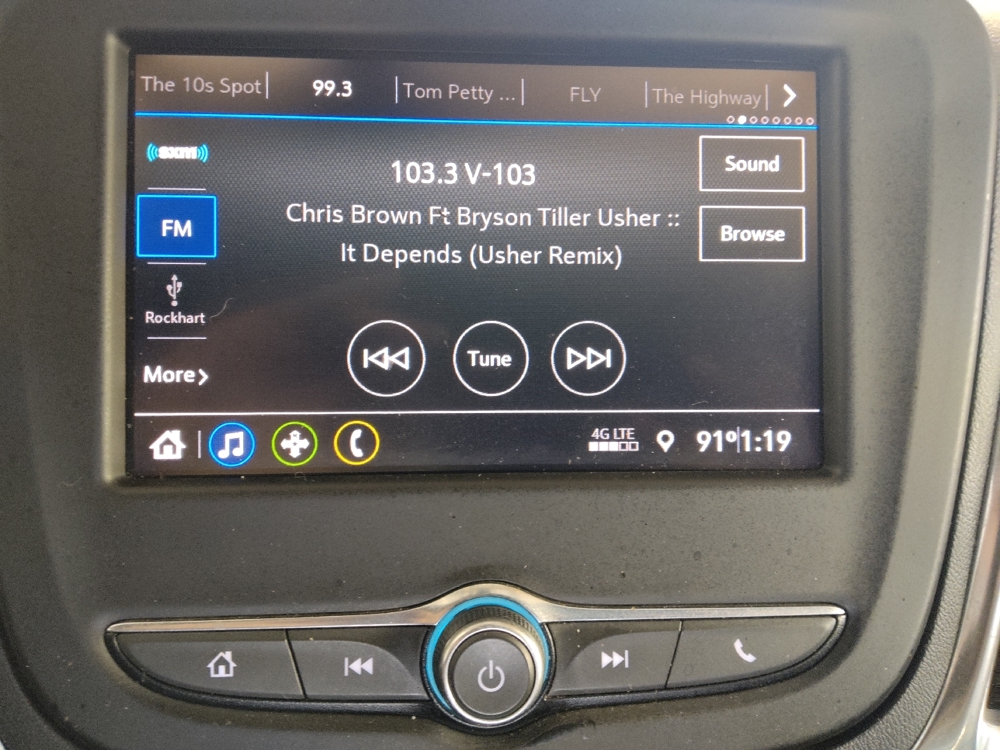 The 10s Spot 99.3 Tom Petty ... FLY The Highway
sxm
103.3 V-103
Sound
FM
Chris Brown Ft Bryson Tiller Usher ::
It Depends (Usher Remix)
Browse
Rockhart
More
Tune
4G LTE
91° 1:19